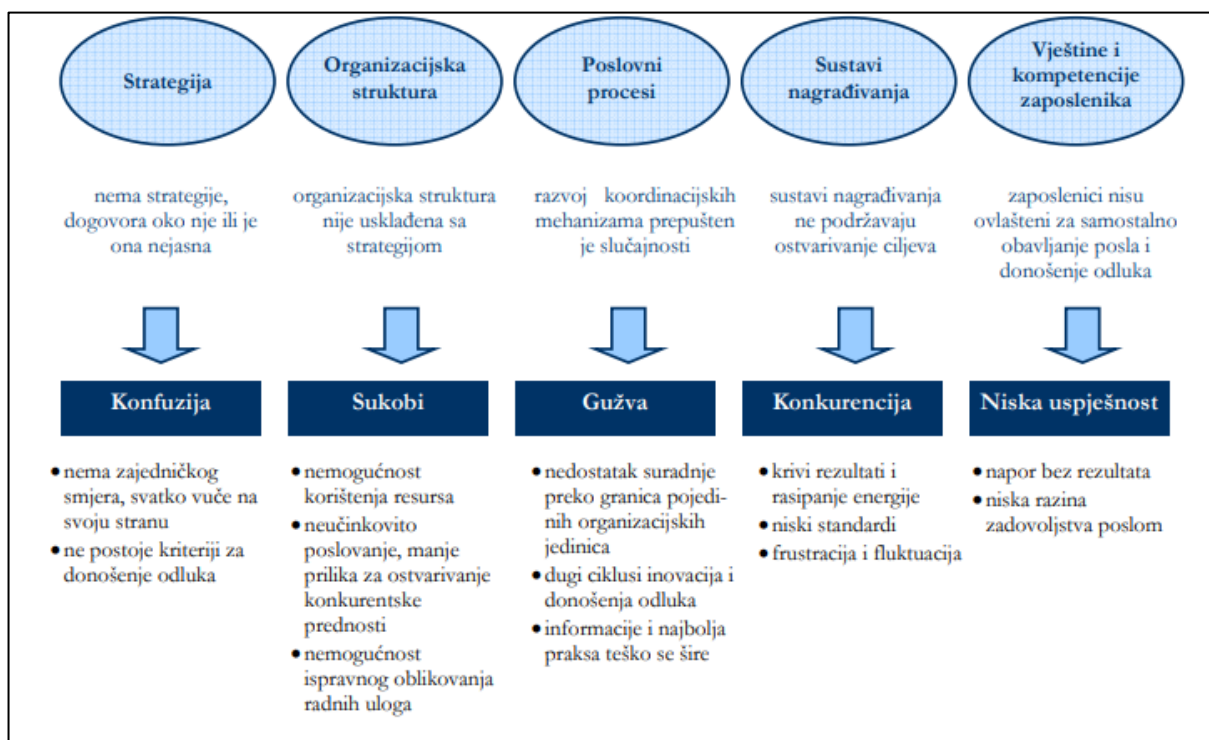 Strategija
Organizacijska
struktura
Poslovni
procesi
Sustavi
nagrađivanja
Vještine i
kompetencije
zaposlenika
nema strategije,
dogovora oko nje ili je
ona nejasna
organizacijska struktura
nije usklađena sa
strategijom
razvoj koordinacijskih
mehanizama prepušten
je slučajnosti
sustavi nagrađivanja
ne podržavaju
ostvarivanje ciljeva
zaposlenici nisu
ovlašteni za samostalno
obavljanje posla i
donošenje odluka
Konfuzija
Sukobi
Gužva
Konkurencija
Niska uspješnost
• nema zajedničkog
smjera, svatko vuče na
svoju stranu
• ne postoje kriteriji za
donošenje odluka
• nemogućnost
korištenja resursa
• neučinkovito
poslovanje, manje
prilika za ostvarivanje
konkurentske
prednosti
• nemogućnost
ispravnog oblikovanja
radnih uloga
• nedostatak suradnje
preko granica pojedi-
nih organizacijskih
jedinica
• dugi ciklusi inovacija i
donošenja odluka
• informacije i najbolja
praksa teško se šire
• krivi rezultati i
rasipanje energije
• niski standardi
• frustracija i fluktuacija
• napor bez rezultata
• niska razina
zadovoljstva poslom